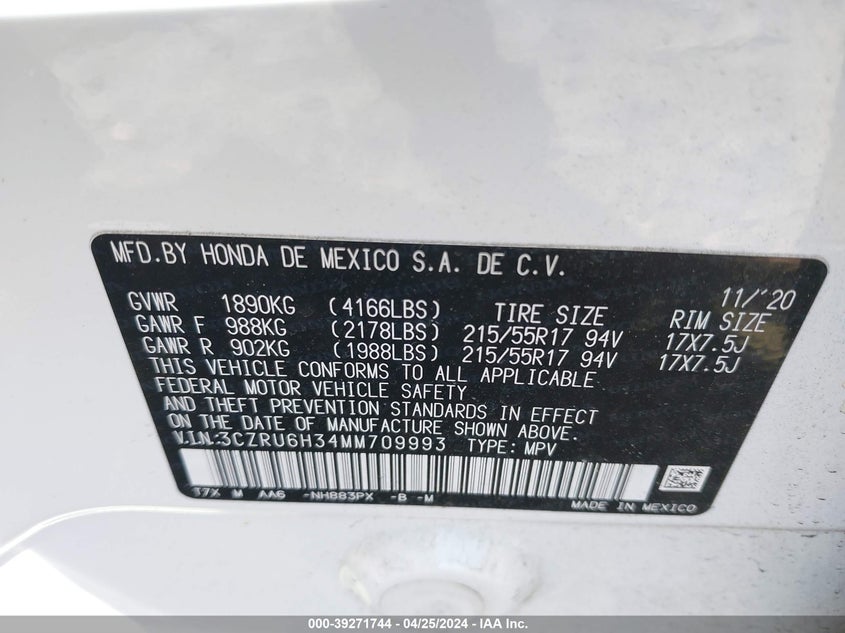 MFD.BY HONDA DE MEXICO S.A. DE C.V.
11/'20
GVWR 1890KG (4166LBS) TIRE SIZE RIM SIZE
GAWR F 988KG (2178LBS) 215/55R17 94V 17X7.5J
GAWR R 902KG (1988LBS) 215/55R17 94V 17X7.5J
THIS VEHICLE CONFORMS TO ALL APPLICABLE
FEDERAL MOTOR VEHICLE SAFETY
AND THEFT PREVENTION STANDARDS IN EFFECT
ON THE DATE OF MANUFACTURE SHOWN ABOVE.
V.I.N:3CZRU6H34MM709993 TYPE: MPV
T7X M AA6 -NH883PX -B -M
MADE IN MEXICO
000-39271744 - 04/25/2024 - IAA Inc.